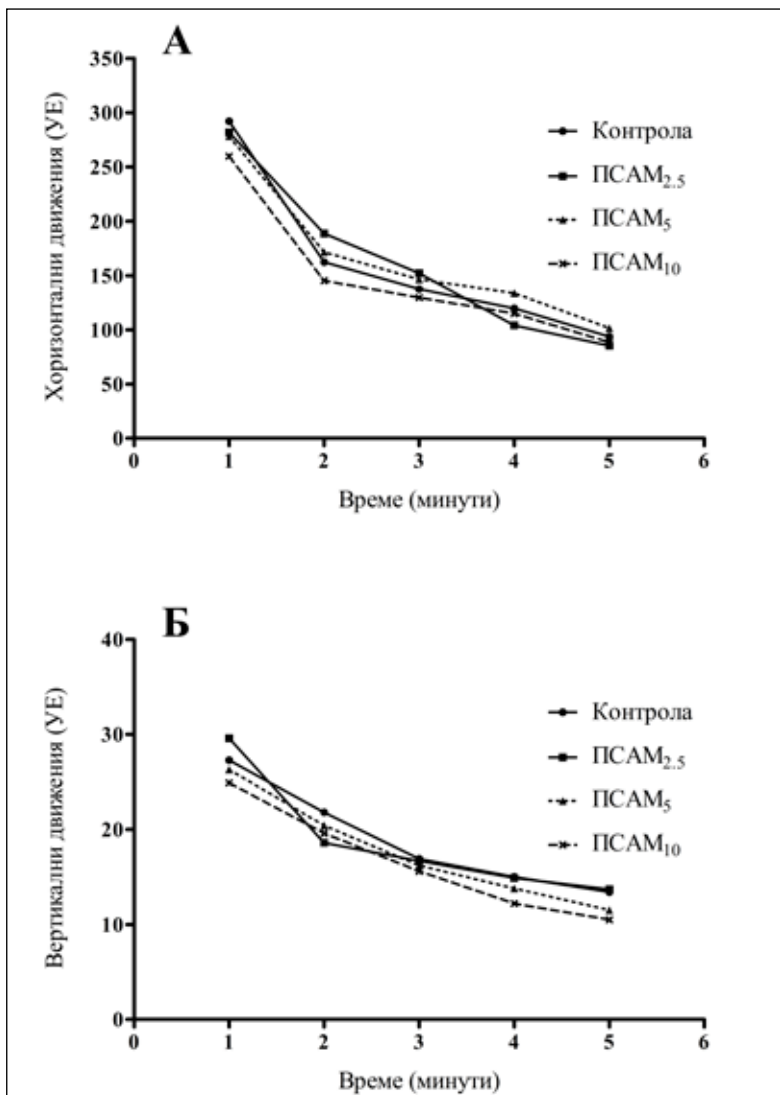 А
Хоризонтални движения (УЕ)
350
300
250
200
150
100
50
0
0 1 2 3 4 5 6
Време (минути)
Контрола
ПСАМ2.5
ПСАМ5
ПСАМ10
Б
Вертикални движения (УЕ)
40
30
20
10
0
0 1 2 3 4 5 6
Време (минути)
Контрола
ПСАМ2.5
ПСАМ5
ПСАМ10